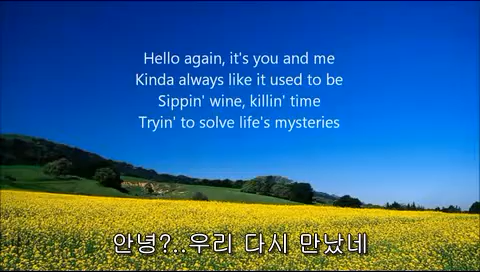 Hello again, it's you and me
Kinda always like it used to be
Sippin' wine, killin' time
Tryin' to solve life's mysteries
안녕?..우리 다시 만났네